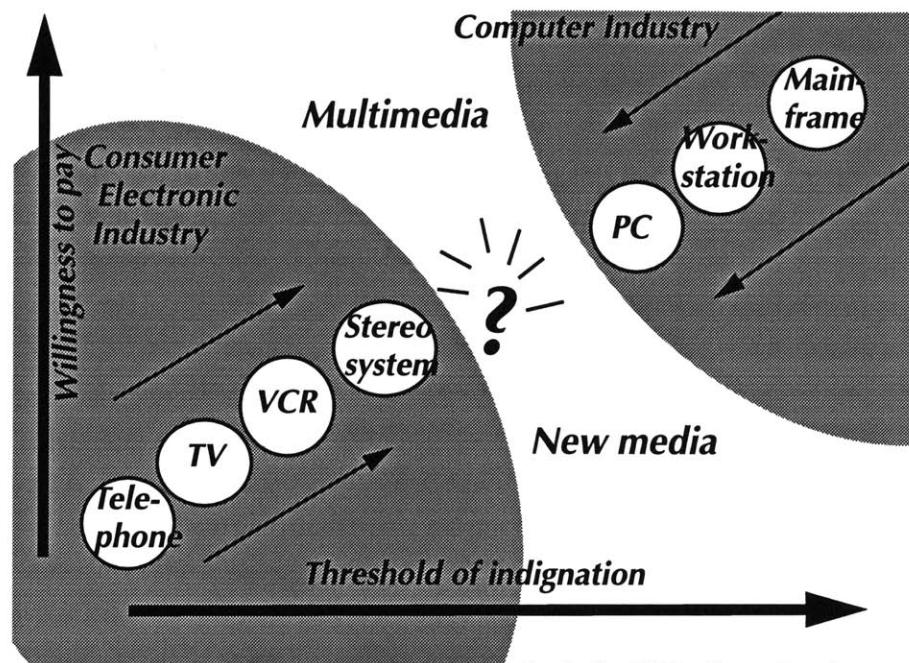 Computer Industry
Main-
frame
Multimedia
Work-
station
Consumer
Electronic
Industry
PC
Willingness to pay
?
Stereo
system
VCR
TV
New media
Tele-
phone
Threshold of indignation